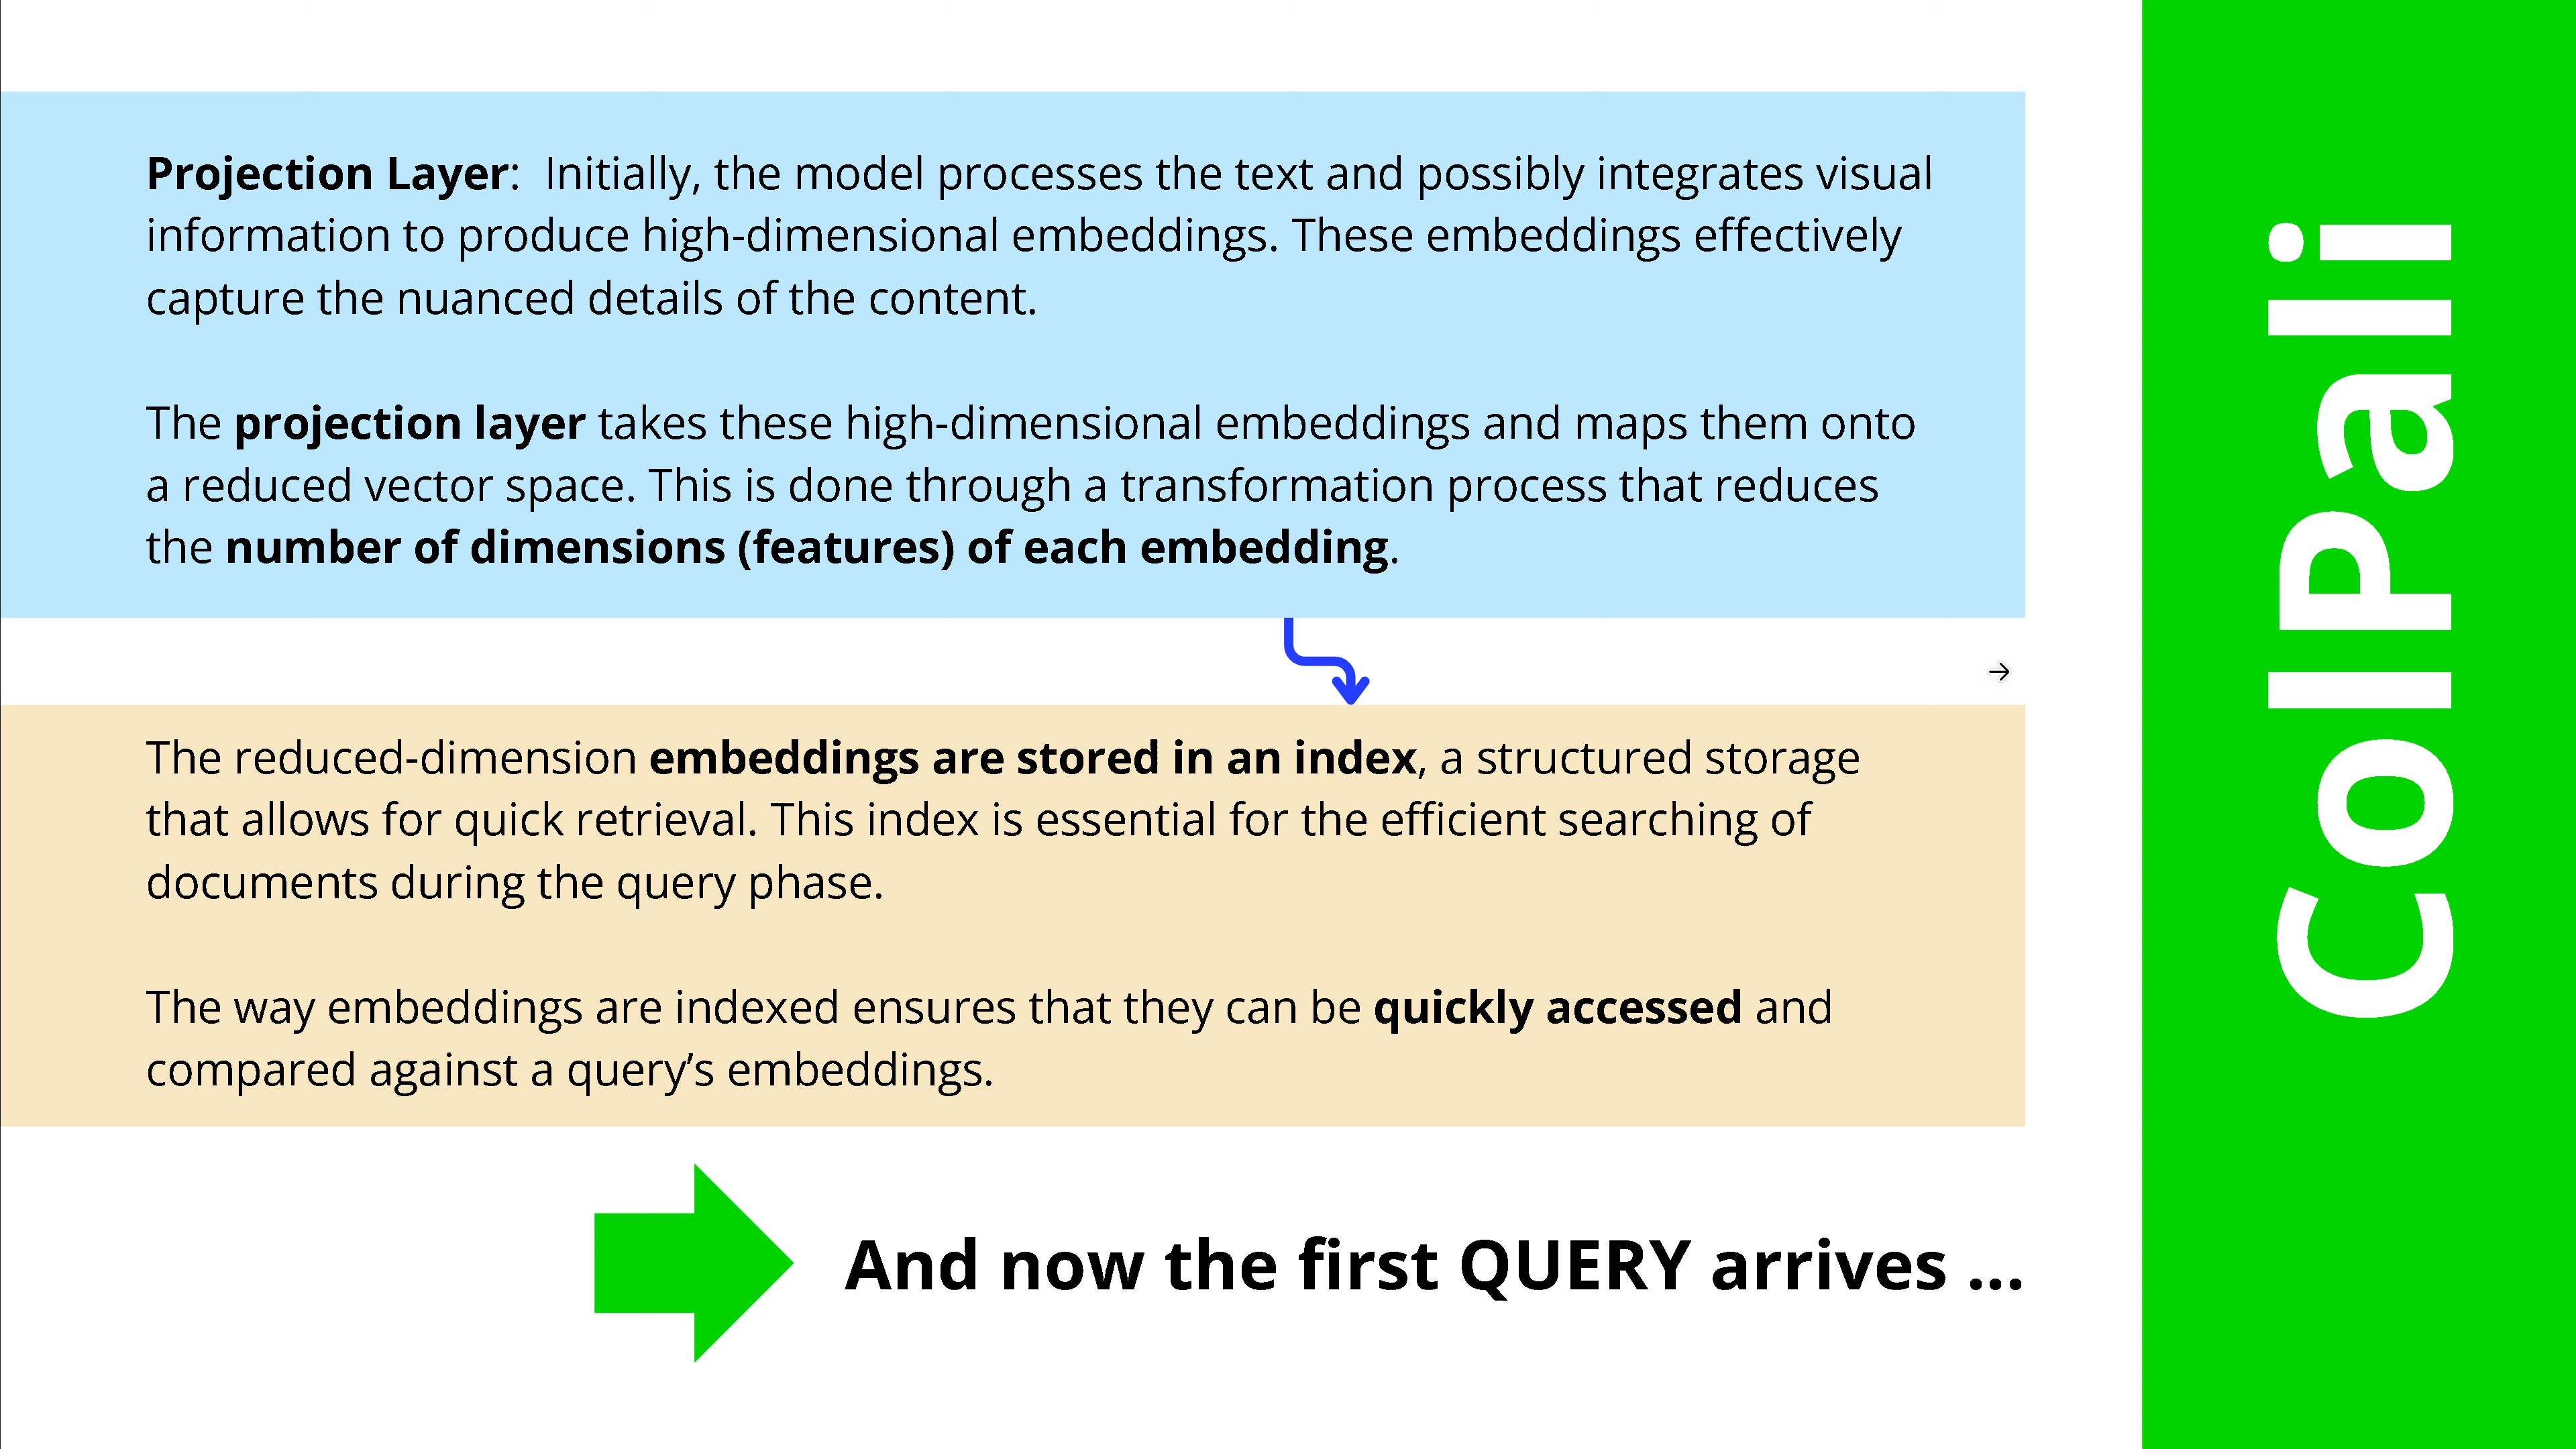 Projection Layer: Initially, the model processes the text and possibly integrates visual
information to produce high-dimensional embeddings. These embeddings effectively
capture the nuanced details of the content.
The projection layer takes these high-dimensional embeddings and maps them onto
a reduced vector space. This is done through a transformation process that reduces
the number of dimensions (features) of each embedding.
The reduced-dimension embeddings are stored in an index, a structured storage
that allows for quick retrieval. This index is essential for the efficient searching of
documents during the query phase.
The way embeddings are indexed ensures that they can be quickly accessed and
compared against a query’s embeddings.
And now the first QUERY arrives ...
ColPali